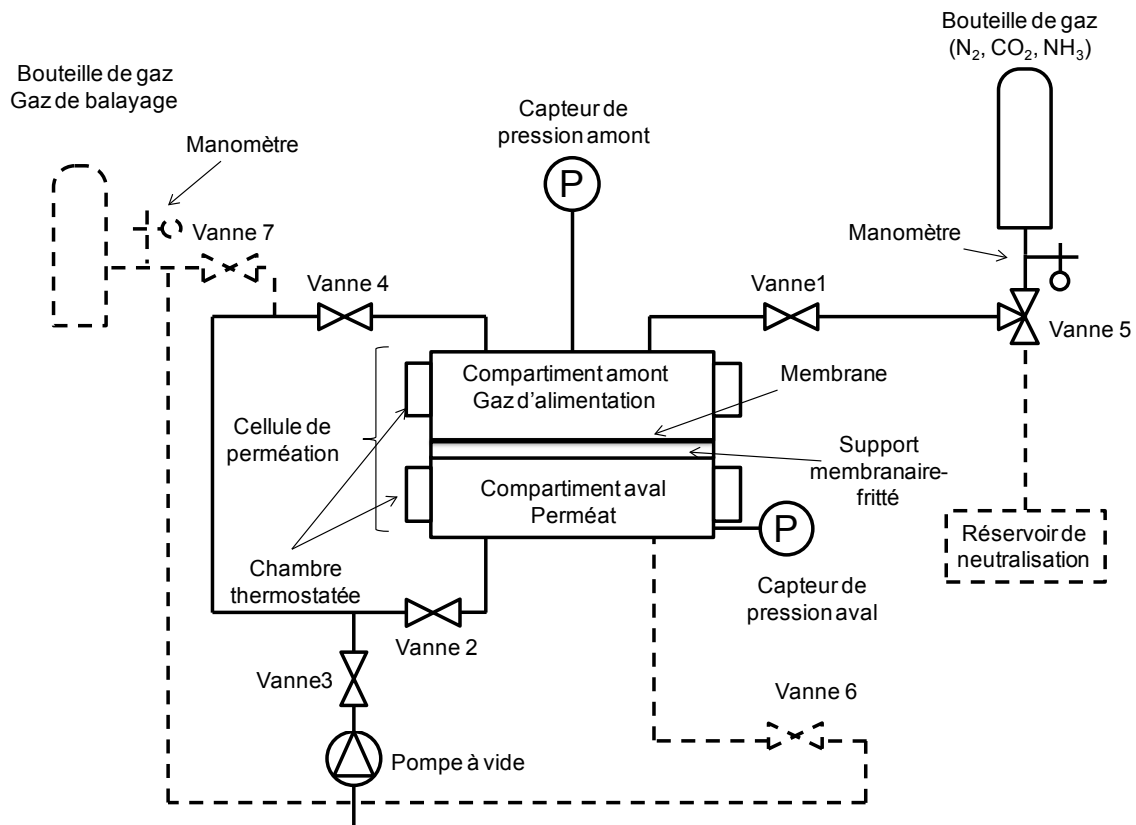 Bouteille de gaz
(N2, CO2, NH3)
Bouteille de gaz
Gaz de balayage
Manomètre
Capteur de
pression amont
P
Vanne 7
Manomètre
Vanne 4
Vanne1
Vanne 5
Compartiment amont
Gaz d'alimentation
Membrane
Cellule de
perméation
Support
membranaire-
fritté
Compartiment aval
Perméat
P
Réservoir de
neutralisation
Chambre
thermostatée
Capteur de
pression aval
Vanne 2
Vanne3
Vanne 6
Pompe à vide